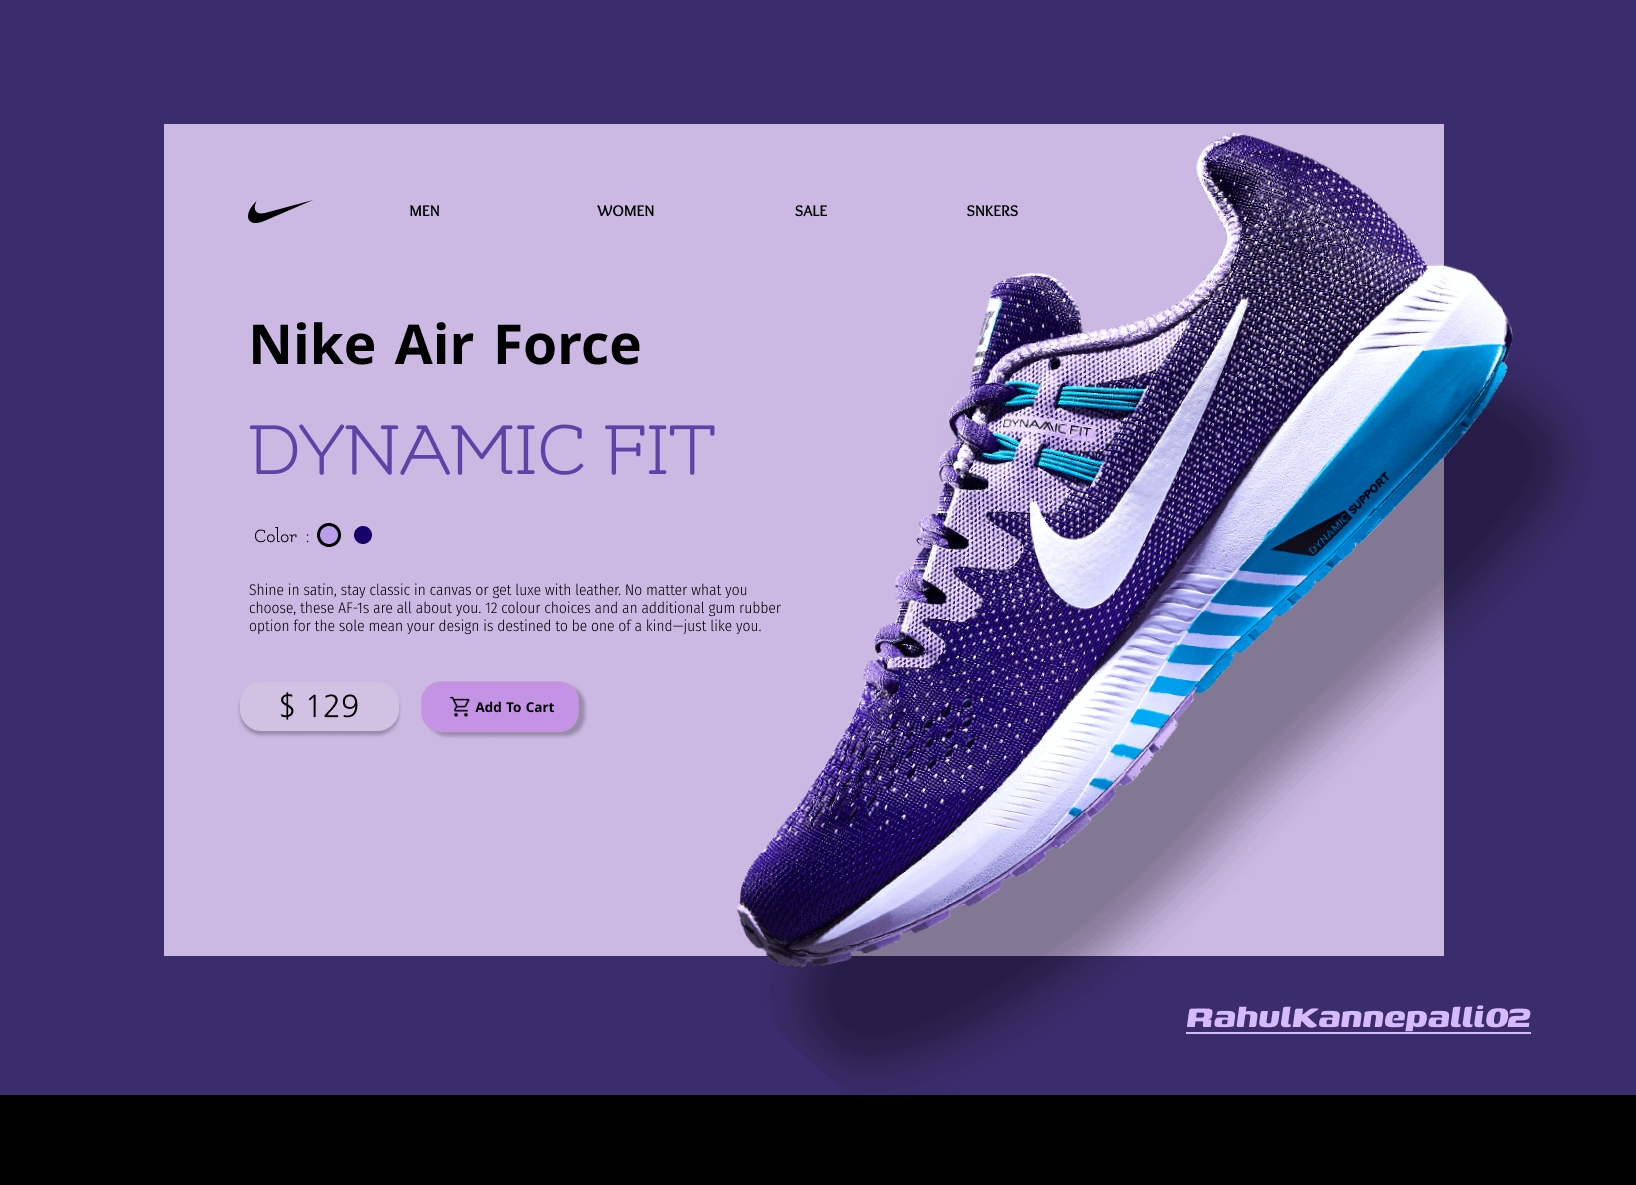 MEN WOMEN SALE SNKERS
Nike Air Force
DYNAMIC FIT
Color :
Shine in satin, stay classic in canvas or get luxe with leather. No matter what you
choose, these AF-1s are all about you. 12 colour choices and an additional gum rubber
option for the sole mean your design is destined to be one of a kind—just like you.
$ 129
Add To Cart
DYNAMIC FIT
DYNAMIC SUPPORT
RahulKannepalli02